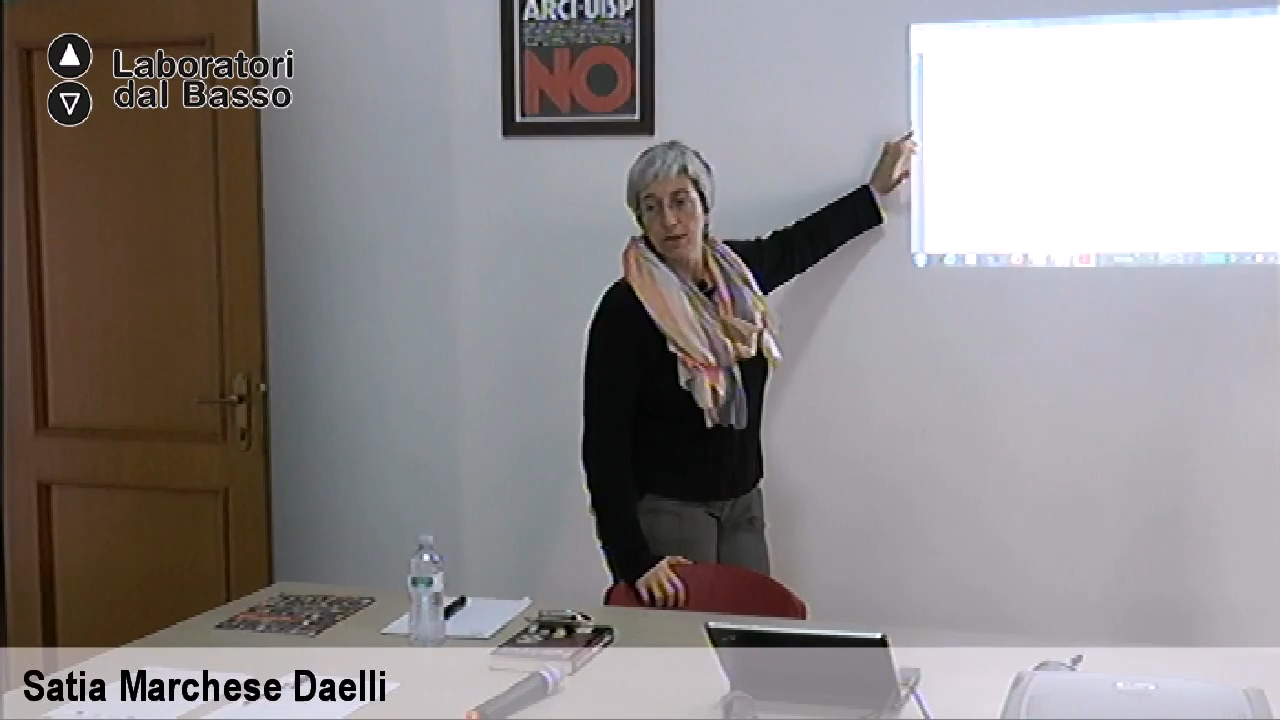 Laboratori
dal Basso
ARCI-UISP
NO
Satia Marchese Daelli